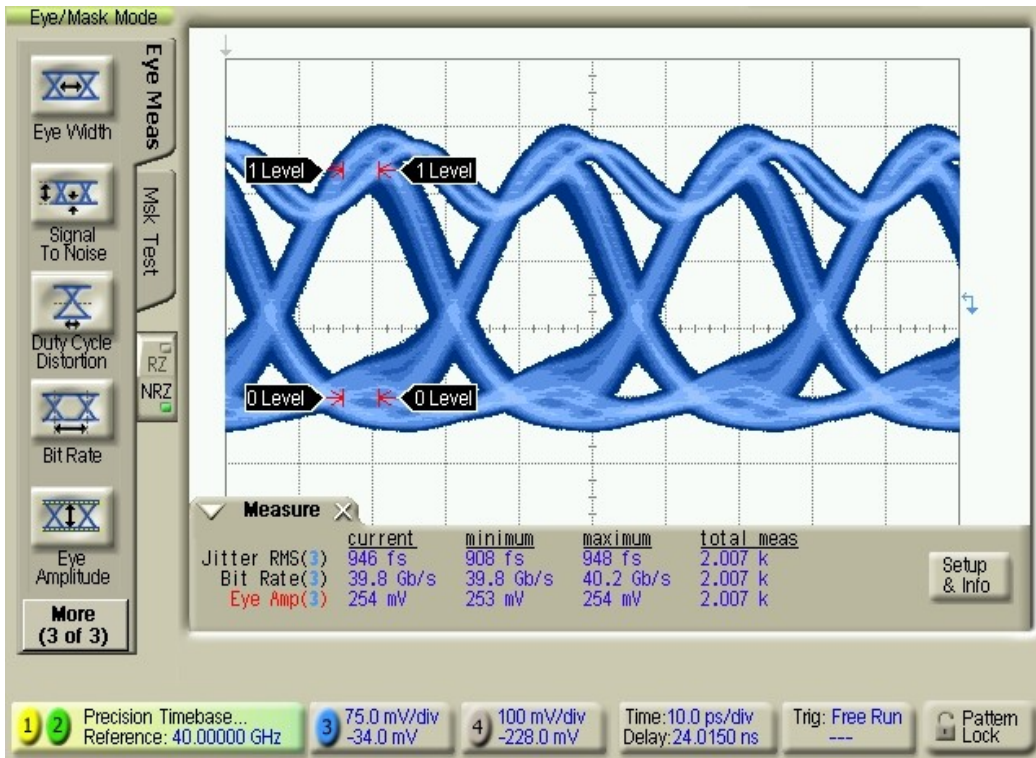 Eye/Mask Mode
Eye Meas
Eye Width
Signal
To Noise
Msk Test
Duty Cycle
Distortion
RZ
NRZ
Bit Rate
Eye
Amplitude
More
(3 of 3)
1 Level 1 Level
0 Level 0 Level
Measure
current minimum maximum total meas
Jitter RMS(3) 946 fs 908 fs 948 fs 2.007 k
Bit Rate(3) 39.8 Gb/s 39.8 Gb/s 40.2 Gb/s 2.007 k
Eye Amp(3) 254 mV 253 mV 254 mV 2.007 k
Setup
& Info
1 2 Precision Timebase...
Reference: 40.00000 GHz
3 75.0 mV/div
-34.0 mV
4 100 mV/div
-228.0 mV
Time:10.0 ps/div
Delay:24.0150 ns
Trig: Free Run
---
Pattern
Lock